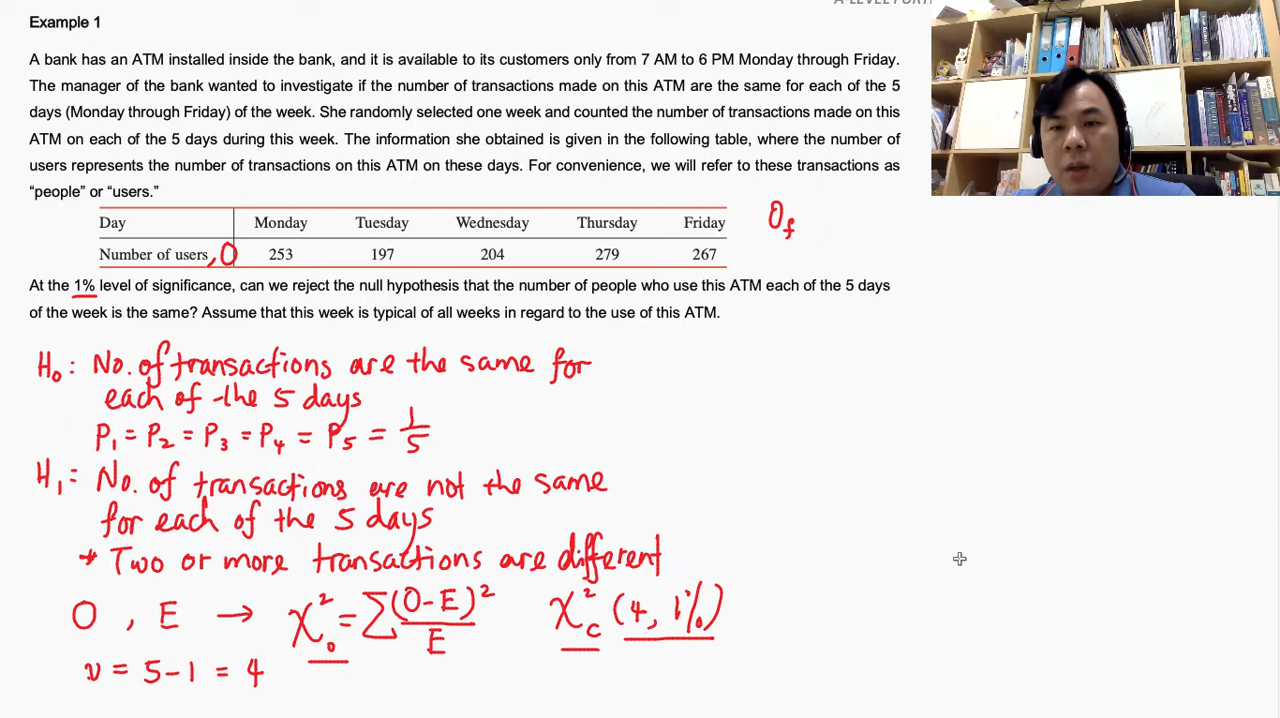 Example 1
A bank has an ATM installed inside the bank, and it is available to its customers only from 7 AM to 6 PM Monday through Friday.
The manager of the bank wanted to investigate if the number of transactions made on this ATM are the same for each of the 5
days (Monday through Friday) of the week. She randomly selected one week and counted the number of transactions made on this
ATM on each of the 5 days during this week. The information she obtained is given in the following table, where the number of
users represents the number of transactions on this ATM on these days. For convenience, we will refer to these transactions as
“people” or “users.”
Day Monday Tuesday Wednesday Thursday Friday
Number of users, O 253 197 204 279 267
O_f
At the 1% level of significance, can we reject the null hypothesis that the number of people who use this ATM each of the 5 days
of the week is the same? Assume that this week is typical of all weeks in regard to the use of this ATM.
H₀: No. of transactions are the same for
each of the 5 days
P₁ = P₂ = P₃ = P₄ = P₅ = 1/5
H₁: No. of transactions are not the same
for each of the 5 days
* Two or more transactions are different
O , E → χ²₀ = Σ (O-E)²/E χ²c (4, 1%)
ν = 5-1 = 4